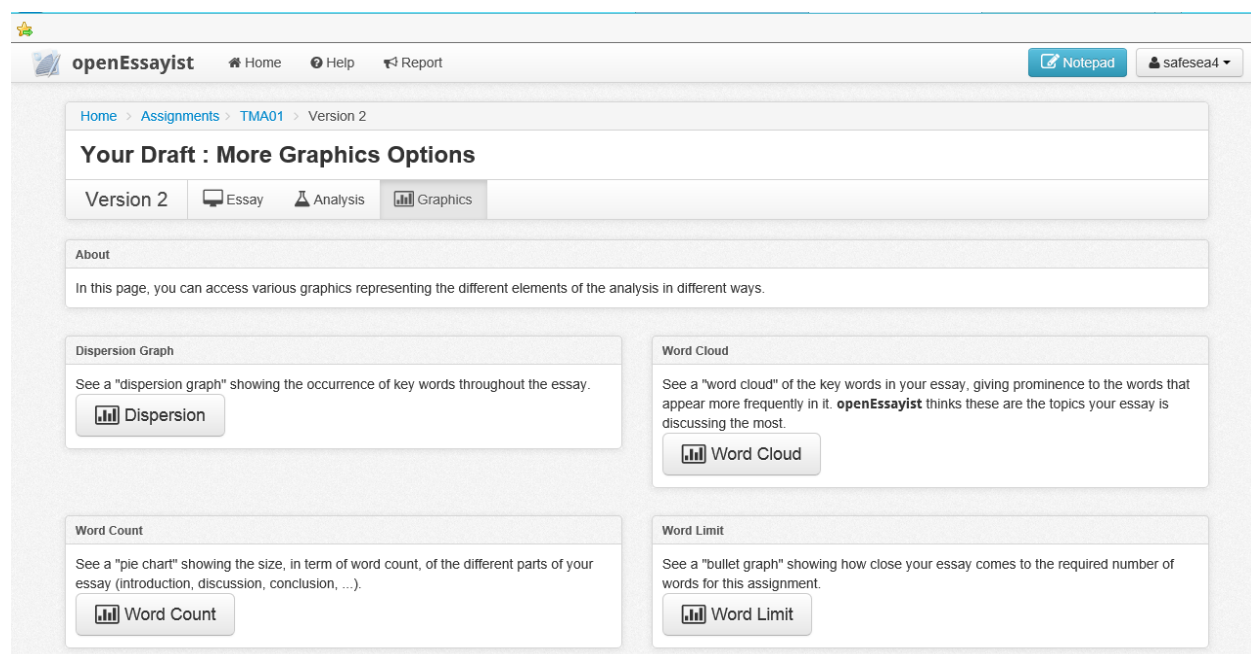 openEssayist Home Help Report Notepad safesea4
Home > Assignments > TMA01 > Version 2
Your Draft : More Graphics Options
Version 2 Essay Analysis Graphics
About
In this page, you can access various graphics representing the different elements of the analysis in different ways.
Dispersion Graph
See a "dispersion graph" showing the occurrence of key words throughout the essay.
Dispersion
Word Cloud
See a "word cloud" of the key words in your essay, giving prominence to the words that
appear more frequently in it. openEssayist thinks these are the topics your essay is
discussing the most.
Word Cloud
Word Count
See a "pie chart" showing the size, in term of word count, of the different parts of your
essay (introduction, discussion, conclusion, ...).
Word Count
Word Limit
See a "bullet graph" showing how close your essay comes to the required number of
words for this assignment.
Word Limit